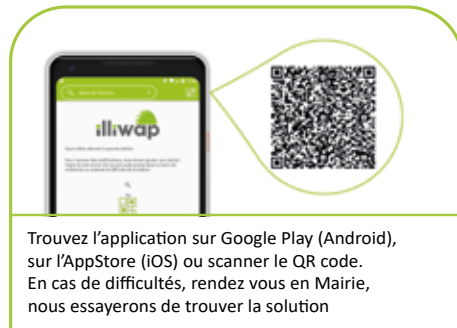 illiwap
Trouvez l'application sur Google Play (Android),
sur l'AppStore (iOS) ou scanner le QR code.
En cas de difficultés, rendez vous en Mairie,
nous essayerons de trouver la solution